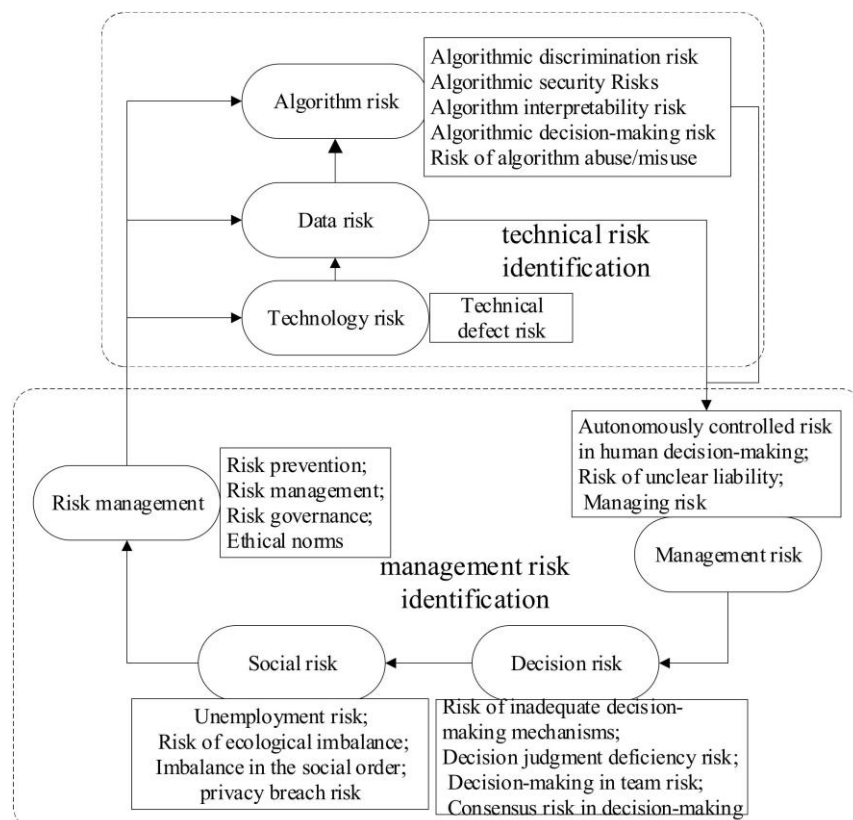 Algorithm risk
Algorithmic discrimination risk
Algorithmic security Risks
Algorithm interpretability risk
Algorithmic decision-making risk
Risk of algorithm abuse/misuse
Data risk
technical risk
identification
Technology risk
Technical
defect risk
Autonomously controlled risk
in human decision-making;
Risk of unclear liability;
Managing risk
Management risk
Risk management
Risk prevention;
Risk management;
Risk governance;
Ethical norms
management risk
identification
Social risk
Unemployment risk;
Risk of ecological imbalance;
Imbalance in the social order;
privacy breach risk
Decision risk
Risk of inadequate decision-
making mechanisms;
Decision judgment deficiency risk;
Decision-making in team risk;
Consensus risk in decision-making